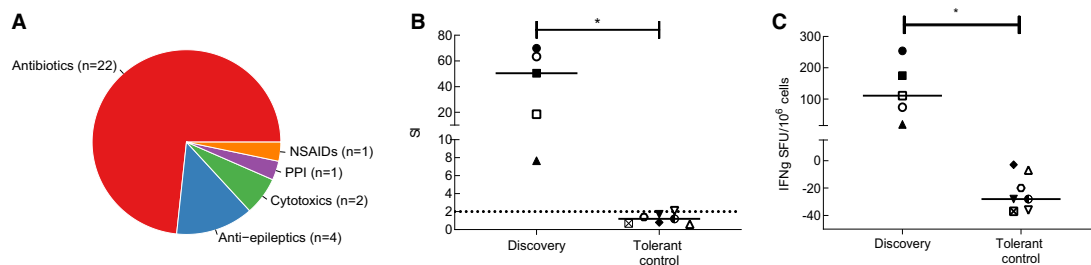 A
Antibiotics (n=22)
NSAIDs (n=1)
PPI (n=1)
Cytotoxics (n=2)
Anti−epileptics (n=4)
B
*
SI
80
60
40
20
10
8
6
4
2
2
0
Discovery
Tolerant
control
C
*
IFNg SFU/10⁶ cells
300
200
100
0
-20
-40
Discovery
Tolerant
control